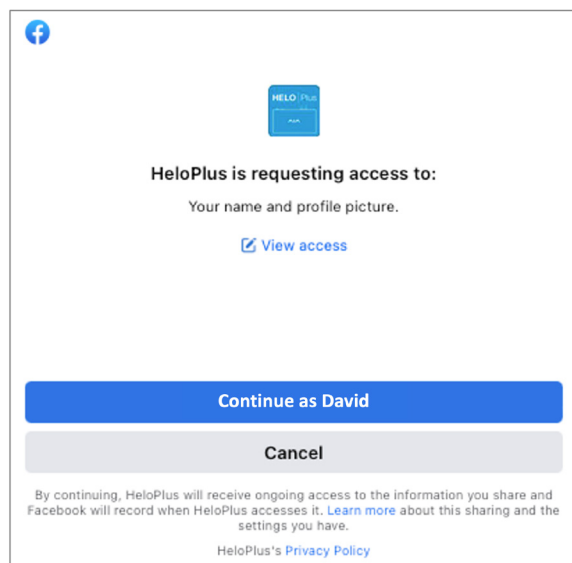 HELO Plus
HeloPlus is requesting access to:
Your name and profile picture.
View access
Continue as David
Cancel
By continuing, HeloPlus will receive ongoing access to the information you share and
Facebook will record when HeloPlus accesses it. Learn more about this sharing and the
settings you have.
HeloPlus's Privacy Policy